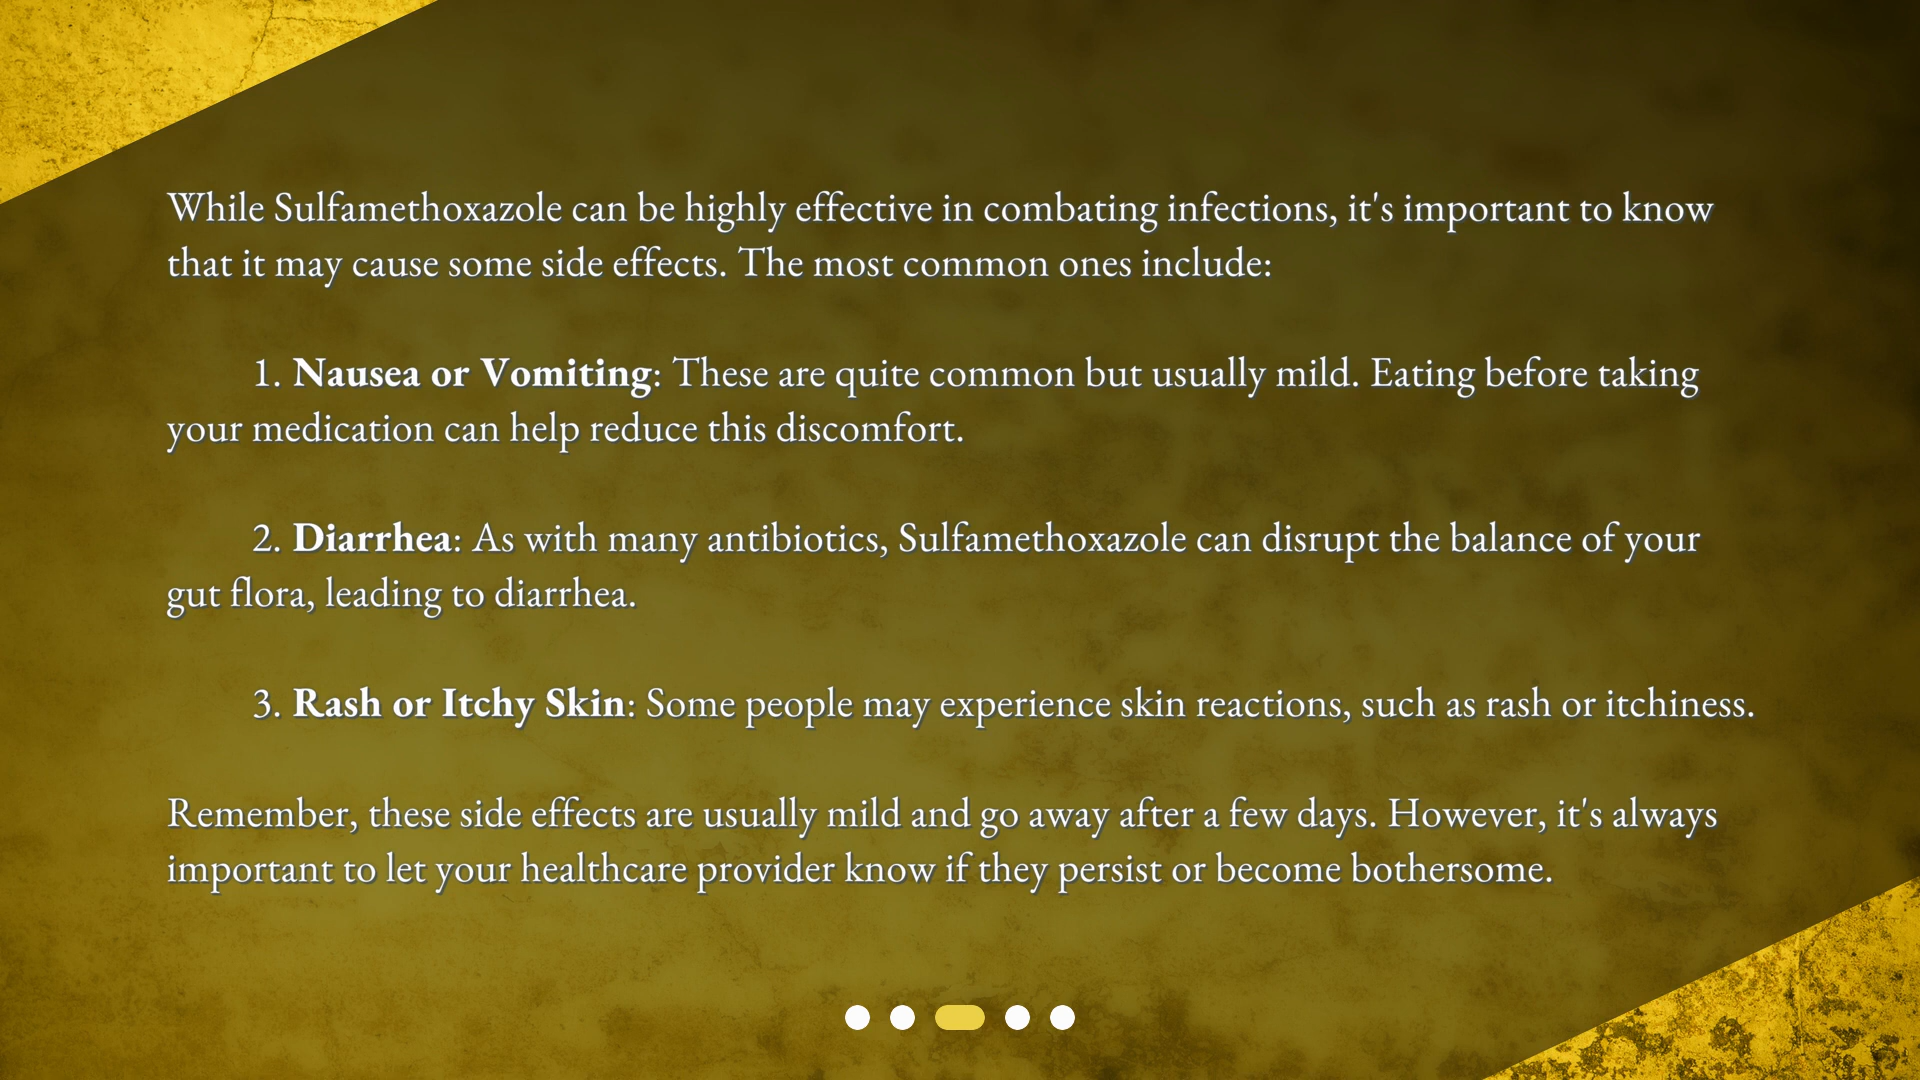 While Sulfamethoxazole can be highly effective in combating infections, it's important to know
that it may cause some side effects. The most common ones include:
1. Nausea or Vomiting: These are quite common but usually mild. Eating before taking
your medication can help reduce this discomfort.
2. Diarrhea: As with many antibiotics, Sulfamethoxazole can disrupt the balance of your
gut flora, leading to diarrhea.
3. Rash or Itchy Skin: Some people may experience skin reactions, such as rash or itchiness.
Remember, these side effects are usually mild and go away after a few days. However, it's always
important to let your healthcare provider know if they persist or become bothersome.